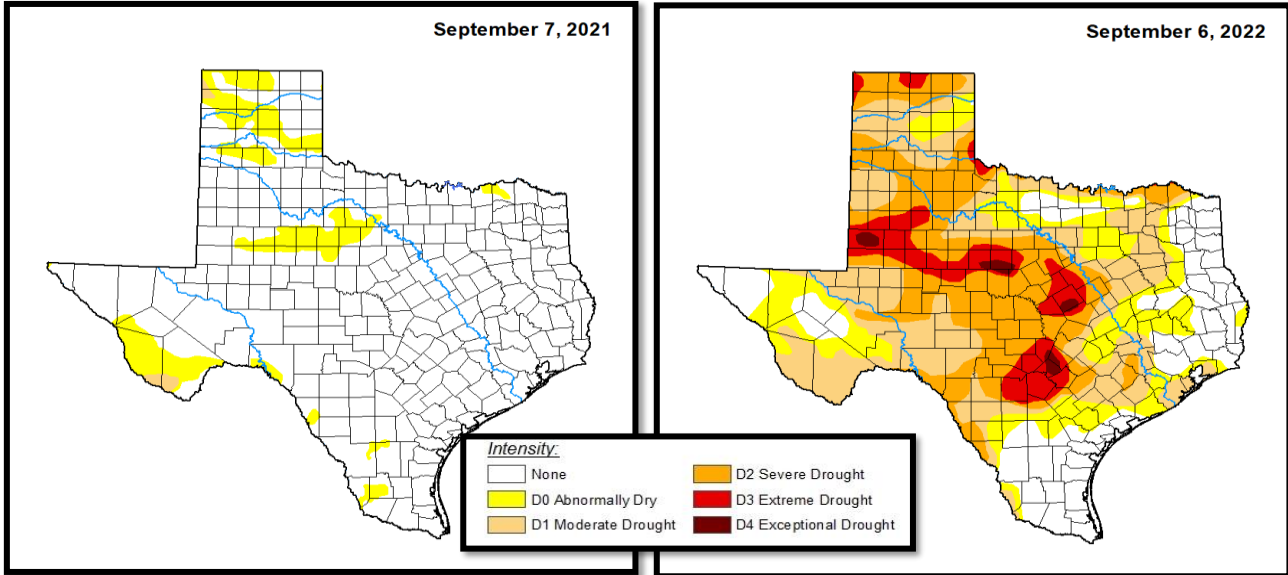 September 7, 2021
September 6, 2022
Intensity:
None
D0 Abnormally Dry
D1 Moderate Drought
D2 Severe Drought
D3 Extreme Drought
D4 Exceptional Drought